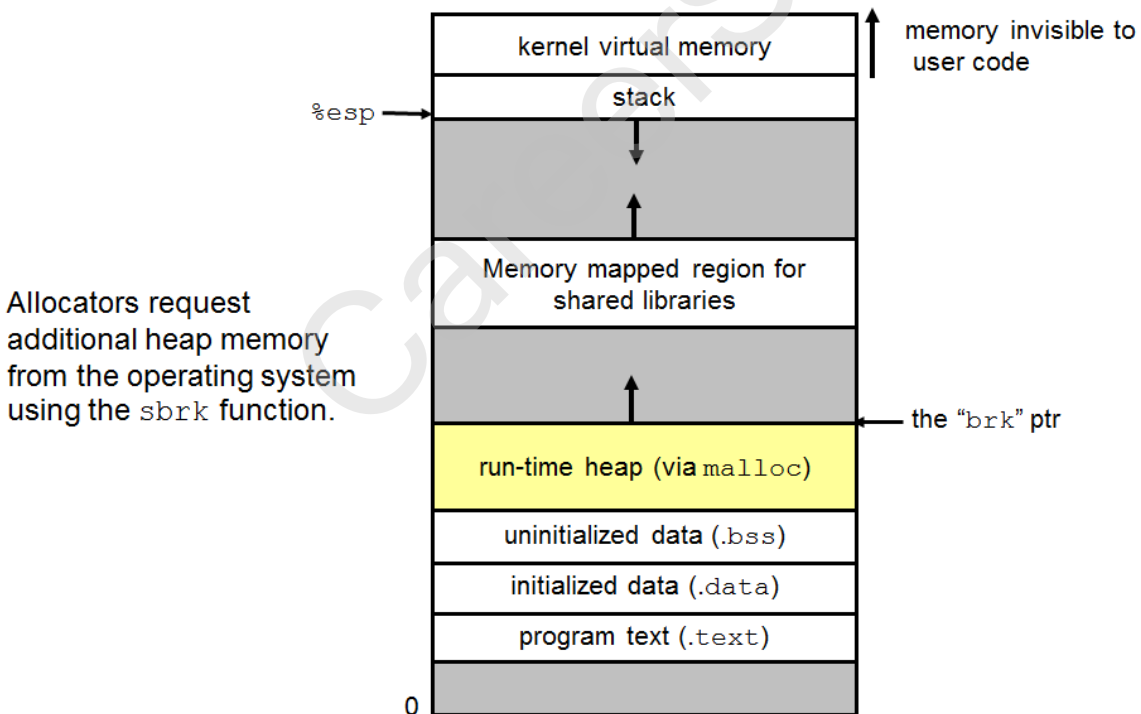 kernel virtual memory
memory invisible to
user code
stack
%esp
Memory mapped region for
shared libraries
Allocators request
additional heap memory
from the operating system
using the sbrk function.
the “brk” ptr
run-time heap (via malloc)
uninitialized data (.bss)
initialized data (.data)
program text (.text)
0
Careers